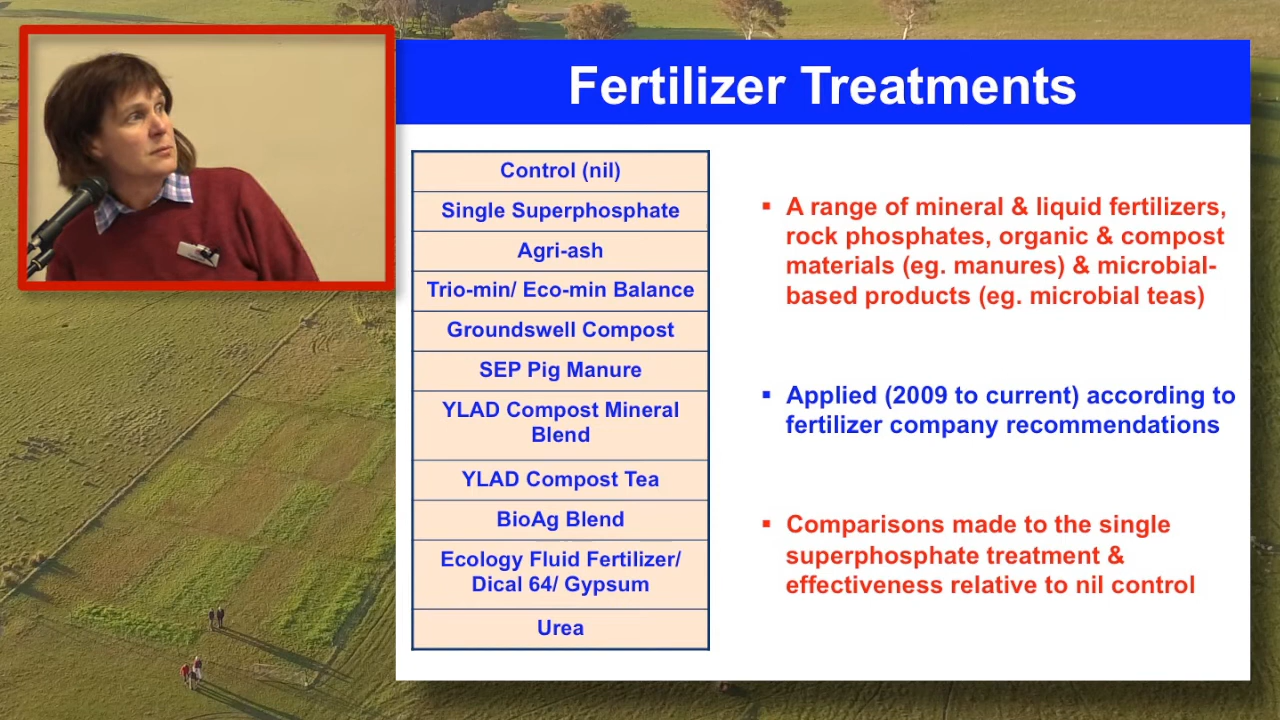 Fertilizer Treatments
Control (nil)
Single Superphosphate
Agri-ash
Trio-min/ Eco-min Balance
Groundswell Compost
SEP Pig Manure
YLAD Compost Mineral
Blend
YLAD Compost Tea
BioAg Blend
Ecology Fluid Fertilizer/
Dical 64/ Gypsum
Urea
▪ A range of mineral & liquid fertilizers,
rock phosphates, organic & compost
materials (eg. manures) & microbial-
based products (eg. microbial teas)
▪ Applied (2009 to current) according to
fertilizer company recommendations
▪ Comparisons made to the single
superphosphate treatment &
effectiveness relative to nil control